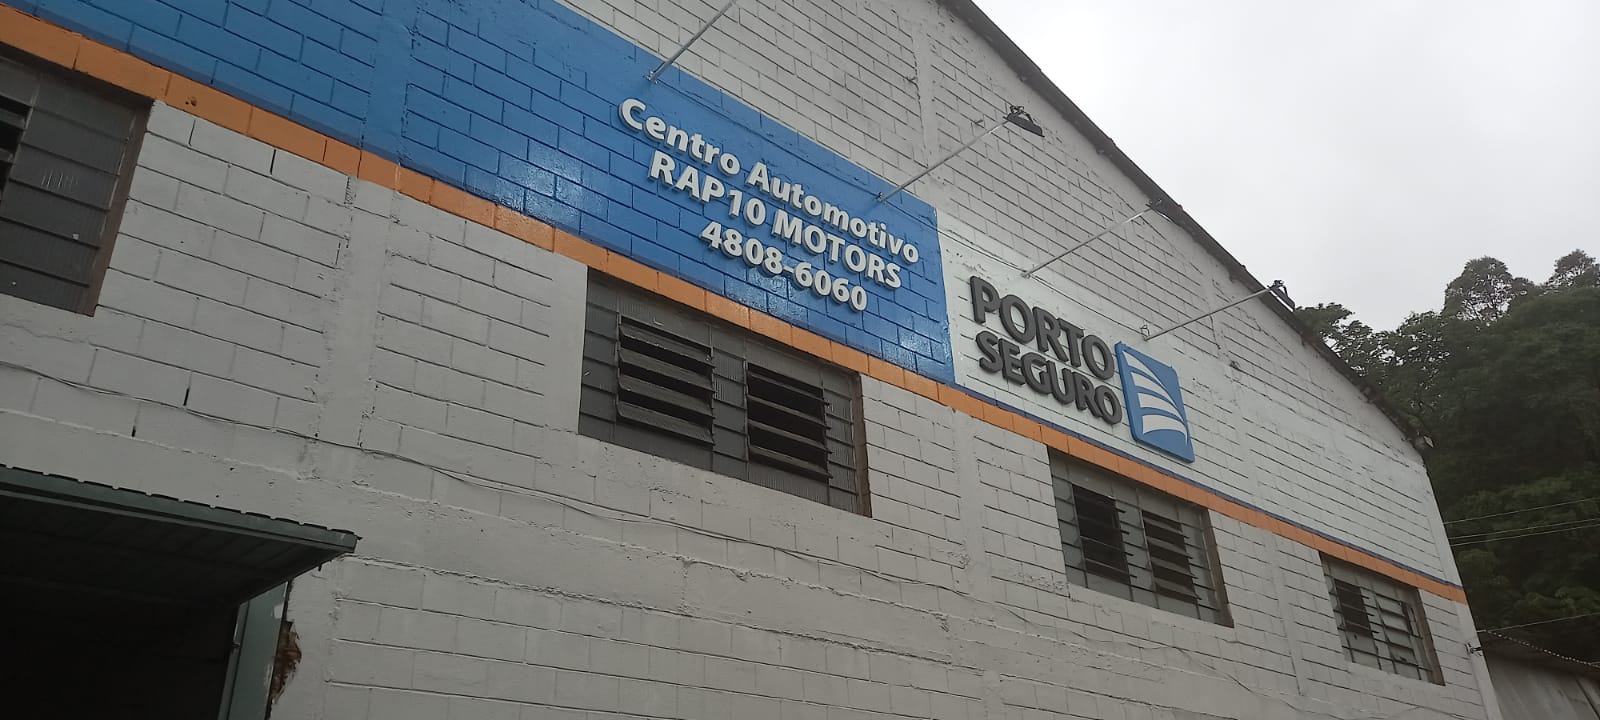 Centro Automotivo
RAP10 MOTORS
4808-6060
PORTO
SEGURO